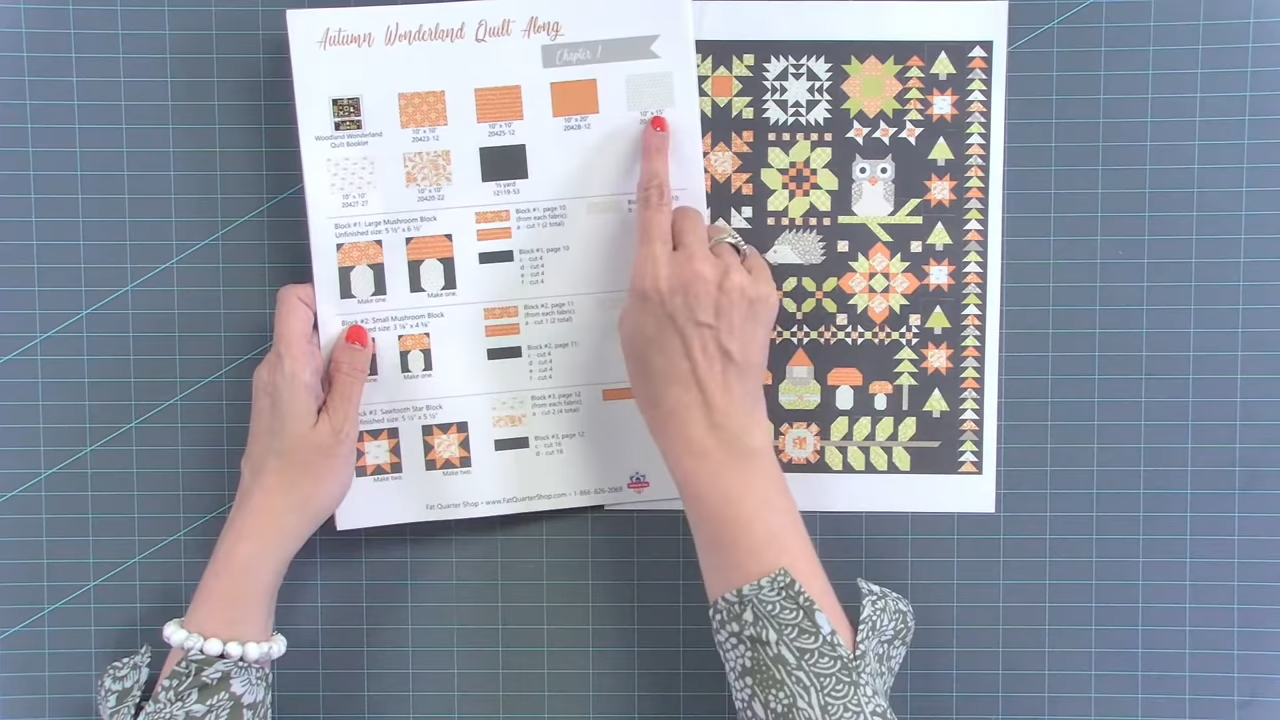 Autumn Wonderland Quilt Along
Chapter 1
Woodland Wonderland
Quilt Booklet
10" x 10"
20423-12
10" x 10"
20425-12
10" x 20"
20428-12
10" x 15"
10" x 10"
20427-27
10" x 10"
20420-22
12119-53
Block #1: Large Mushroom Block
Unfinished size: 5 ½" x 6 ½"
Make one.
Make one.
Block #1, page 10
(from each fabric)
a - cut 1 (2 total)
Block #1, page 10
c - cut 4
d - cut 4
e - cut 4
f - cut 4
Block #2: Small Mushroom Block
size: 3
Make one.
Block #2, page 11
(from each fabric)
a - cut 1 (2 total)
Block #2, page 11:
c - cut 4
d - cut 4
e - cut 4
f - cut 4
#3: Sawtooth Star Block
size: 5 ½" x 5 ½"
Make two.
Make two.
Block #3, page 12
(from each fabric)
a - cut 2 (4 total)
Block #3, page 12
c - cut 16
d - cut 16
Fat Quarter Shop • www.FatQuarterShop.com • 1-866-826-2069